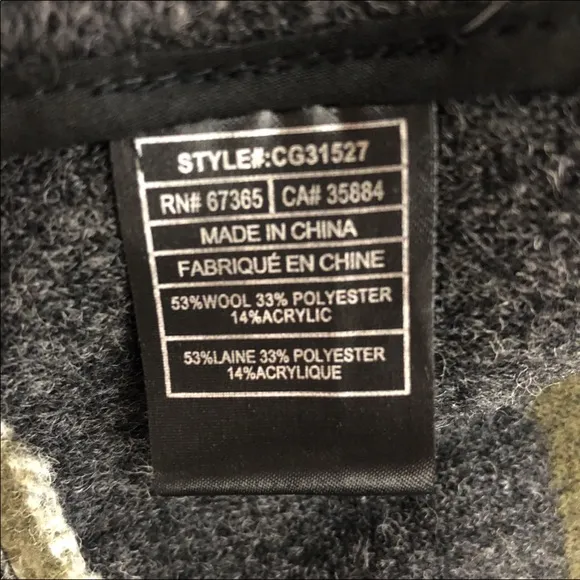 STYLE#:CG31527
RN# 67365 CA# 35884
MADE IN CHINA
FABRIQUÉ EN CHINE
53%WOOL 33% POLYESTER
14%ACRYLIC
53%LAINE 33% POLYESTER
14%ACRYLIQUE